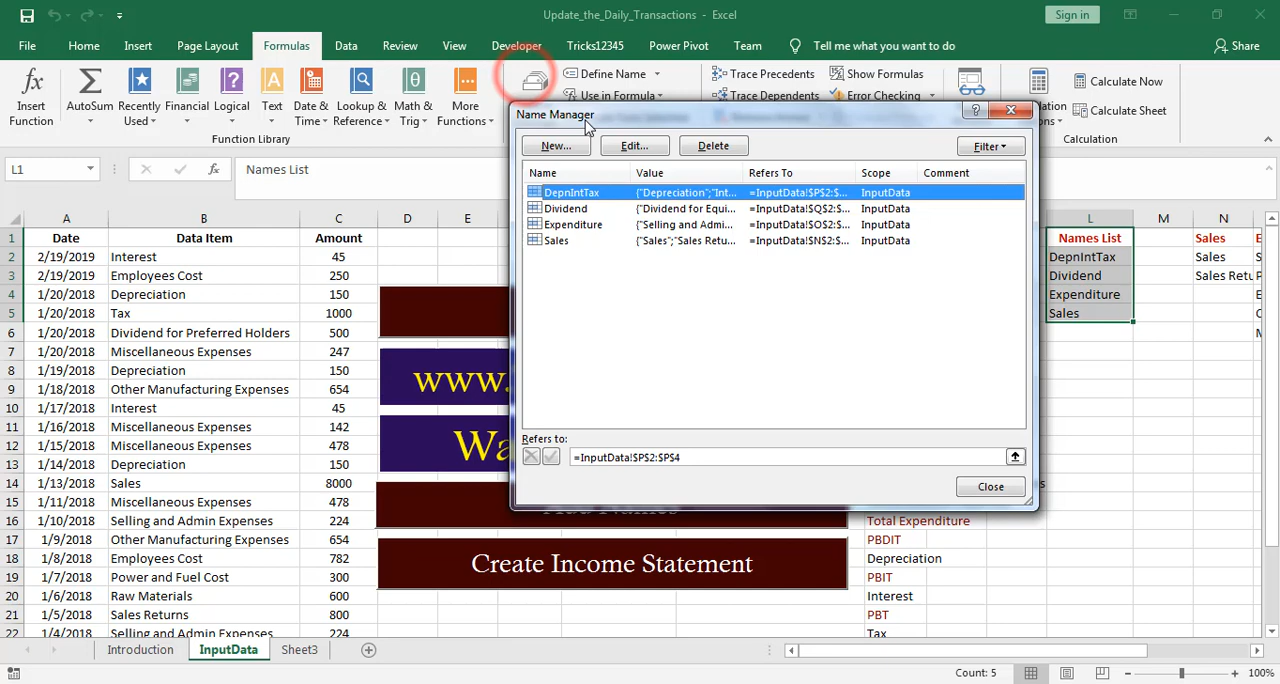 Update_the_Daily_Transactions - Excel
Sign in
File Home Insert Page Layout Formulas Data Review View Developer Tricks12345 Power Pivot Team Tell me what you want to do Share
Insert Function
AutoSum
Recently Used
Financial
Logical
Text
Date & Time
Lookup & Reference
Math & Trig
More Functions
Function Library
Define Name
Use in Formula
Trace Precedents
Trace Dependents
Show Formulas
Error Checking
Calculate Now
Calculate Sheet
Calculation
L1
fx
Names List
Name Manager
New... Edit... Delete Filter
Name Value Refers To Scope Comment
DepnIntTax {"Depreciation";"Int... =InputData!$P$2:$... InputData
Dividend {"Dividend for Equi... =InputData!$Q$2:$... InputData
Expenditure {"Selling and Admi... =InputData!$O$2:$... InputData
Sales {"Sales";"Sales Retu... =InputData!$N$2:$... InputData
Refers to:
=InputData!$P$2:$P$4
Close
A B C D E L M N
1 Date Data Item Amount Names List Sales
2 2/19/2019 Interest 45 DepnIntTax Sales
3 2/19/2019 Employees Cost 250 Dividend Sales Retu
4 1/20/2018 Depreciation 150 Expenditure
5 1/20/2018 Tax 1000 Sales
6 1/20/2018 Dividend for Preferred Holders 500
7 1/20/2018 Miscellaneous Expenses 247
8 1/19/2018 Depreciation 150
9 1/18/2018 Other Manufacturing Expenses 654
10 1/17/2018 Interest 45
11 1/16/2018 Miscellaneous Expenses 142
12 1/15/2018 Miscellaneous Expenses 478
13 1/14/2018 Depreciation 150
14 1/13/2018 Sales 8000
15 1/11/2018 Miscellaneous Expenses 478
16 1/10/2018 Selling and Admin Expenses 224 Total Expenditure
17 1/9/2018 Other Manufacturing Expenses 654 PBDIT
18 1/8/2018 Employees Cost 782 Depreciation
19 1/7/2018 Power and Fuel Cost 300 PBIT
20 1/6/2018 Raw Materials 600 Interest
21 1/5/2018 Sales Returns 800 PBT
22 1/4/2018 Selling and Admin Expenses 224 Tax
www.
Wa
Add Names
Create Income Statement
Introduction InputData Sheet3
Count: 5
100%